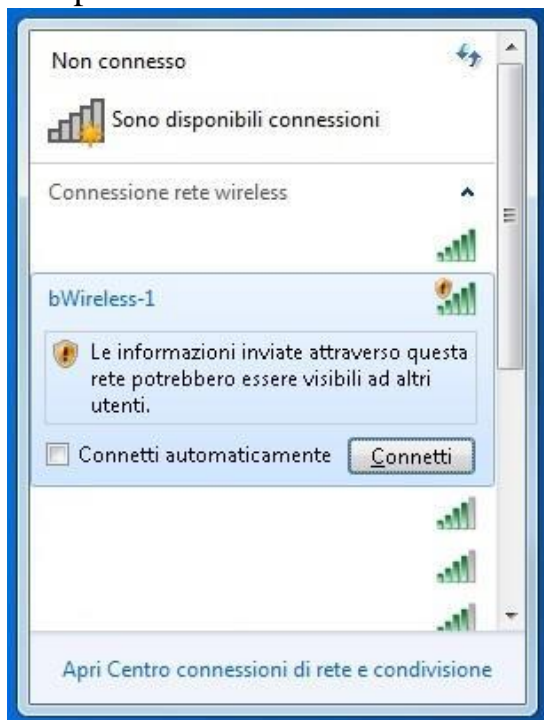 Non connesso
Sono disponibili connessioni
Connessione rete wireless
bWireless-1
Le informazioni inviate attraverso questa
rete potrebbero essere visibili ad altri
utenti.
Connetti automaticamente Connetti
Apri Centro connessioni di rete e condivisione